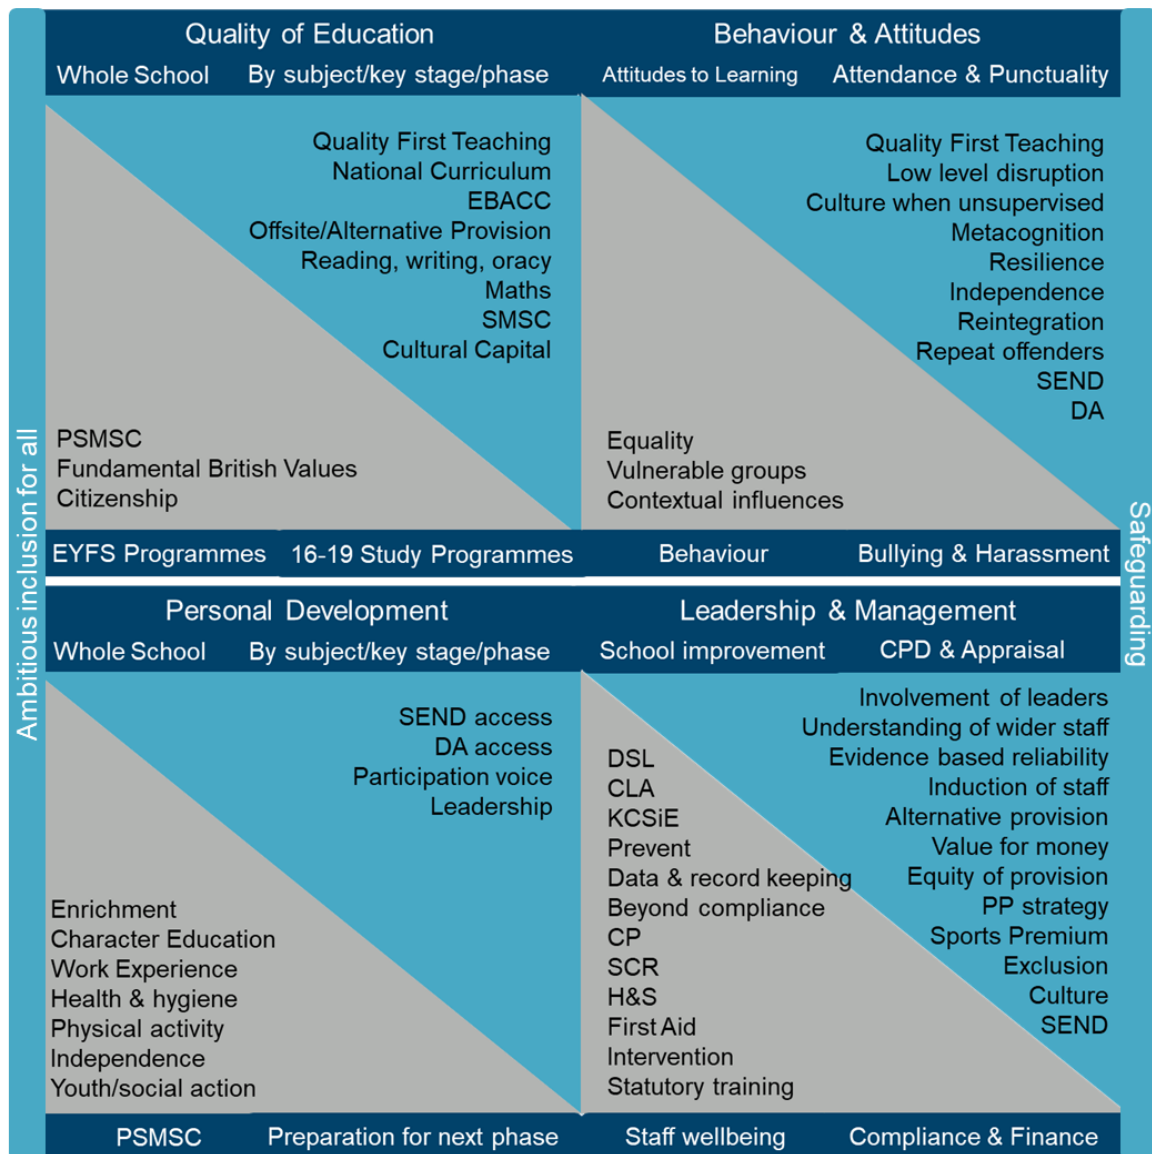 Ambitious inclusion for all
Quality of Education
Whole School
By subject/key stage/phase
Quality First Teaching
National Curriculum
EBACC
Offsite/Alternative Provision
Reading, writing, oracy
Maths
SMSC
Cultural Capital
PSMSC
Fundamental British Values
Citizenship
EYFS Programmes
16-19 Study Programmes
Behaviour & Attitudes
Attitudes to Learning
Attendance & Punctuality
Quality First Teaching
Low level disruption
Culture when unsupervised
Metacognition
Resilience
Independence
Reintegration
Repeat offenders
SEND
DA
Equality
Vulnerable groups
Contextual influences
Behaviour
Bullying & Harassment
Personal Development
Whole School
By subject/key stage/phase
SEND access
DA access
Participation voice
Leadership
Enrichment
Character Education
Work Experience
Health & hygiene
Physical activity
Independence
Youth/social action
PSMSC
Preparation for next phase
Leadership & Management
School improvement
CPD & Appraisal
Involvement of leaders
Understanding of wider staff
Evidence based reliability
Induction of staff
Alternative provision
Value for money
Equity of provision
PP strategy
Sports Premium
Exclusion
Culture
SEND
DSL
CLA
KCSiE
Prevent
Data & record keeping
Beyond compliance
CP
SCR
H&S
First Aid
Intervention
Statutory training
Staff wellbeing
Compliance & Finance
Safeguarding